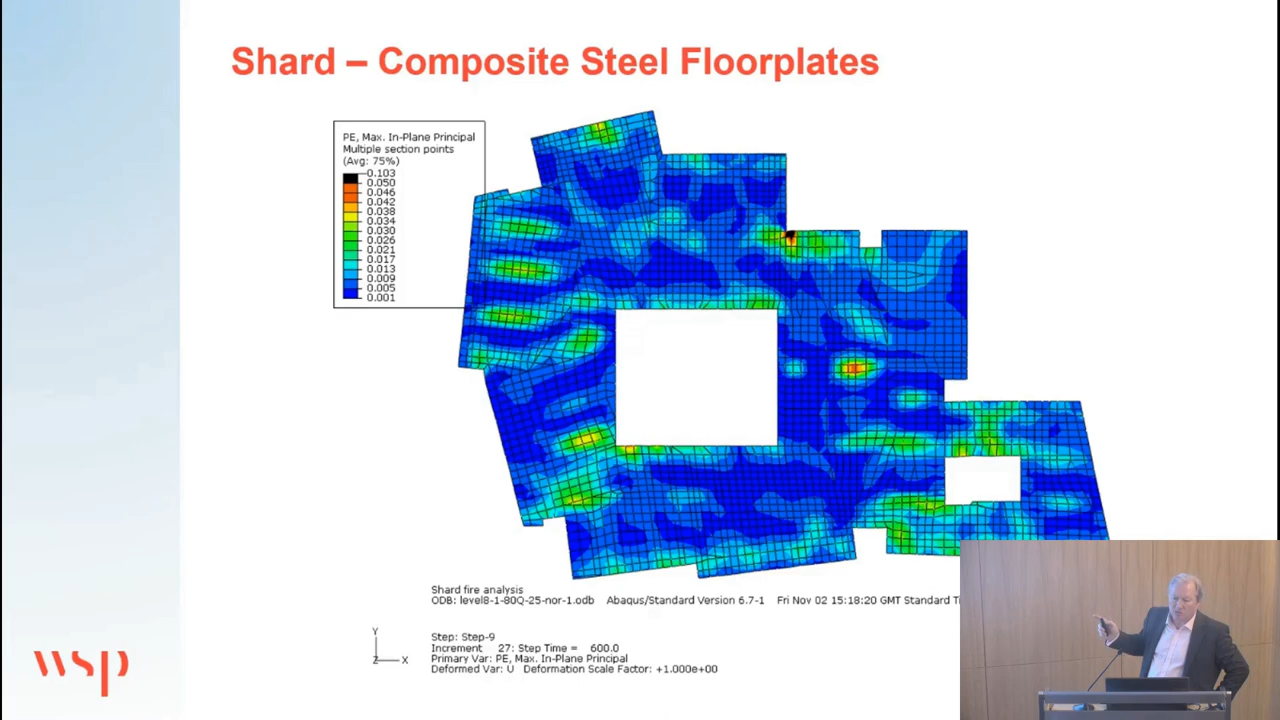 Shard – Composite Steel Floorplates
PE, Max. In-Plane Principal
Multiple section points
(Avg: 75%)
0.103
0.050
0.046
0.042
0.038
0.034
0.030
0.026
0.021
0.017
0.013
0.009
0.005
0.001
Shard fire analysis
ODB: level8-1-80Q-25-nor-1.odb Abaqus/Standard Version 6.7-1 Fri Nov 02 15:18:20 GMT Standard Ti
Y
Z X
Step: Step-9
Increment 27: Step Time = 600.0
Primary Var: PE, Max. In-Plane Principal
Deformed Var: U Deformation Scale Factor: +1.000e+00
wsp